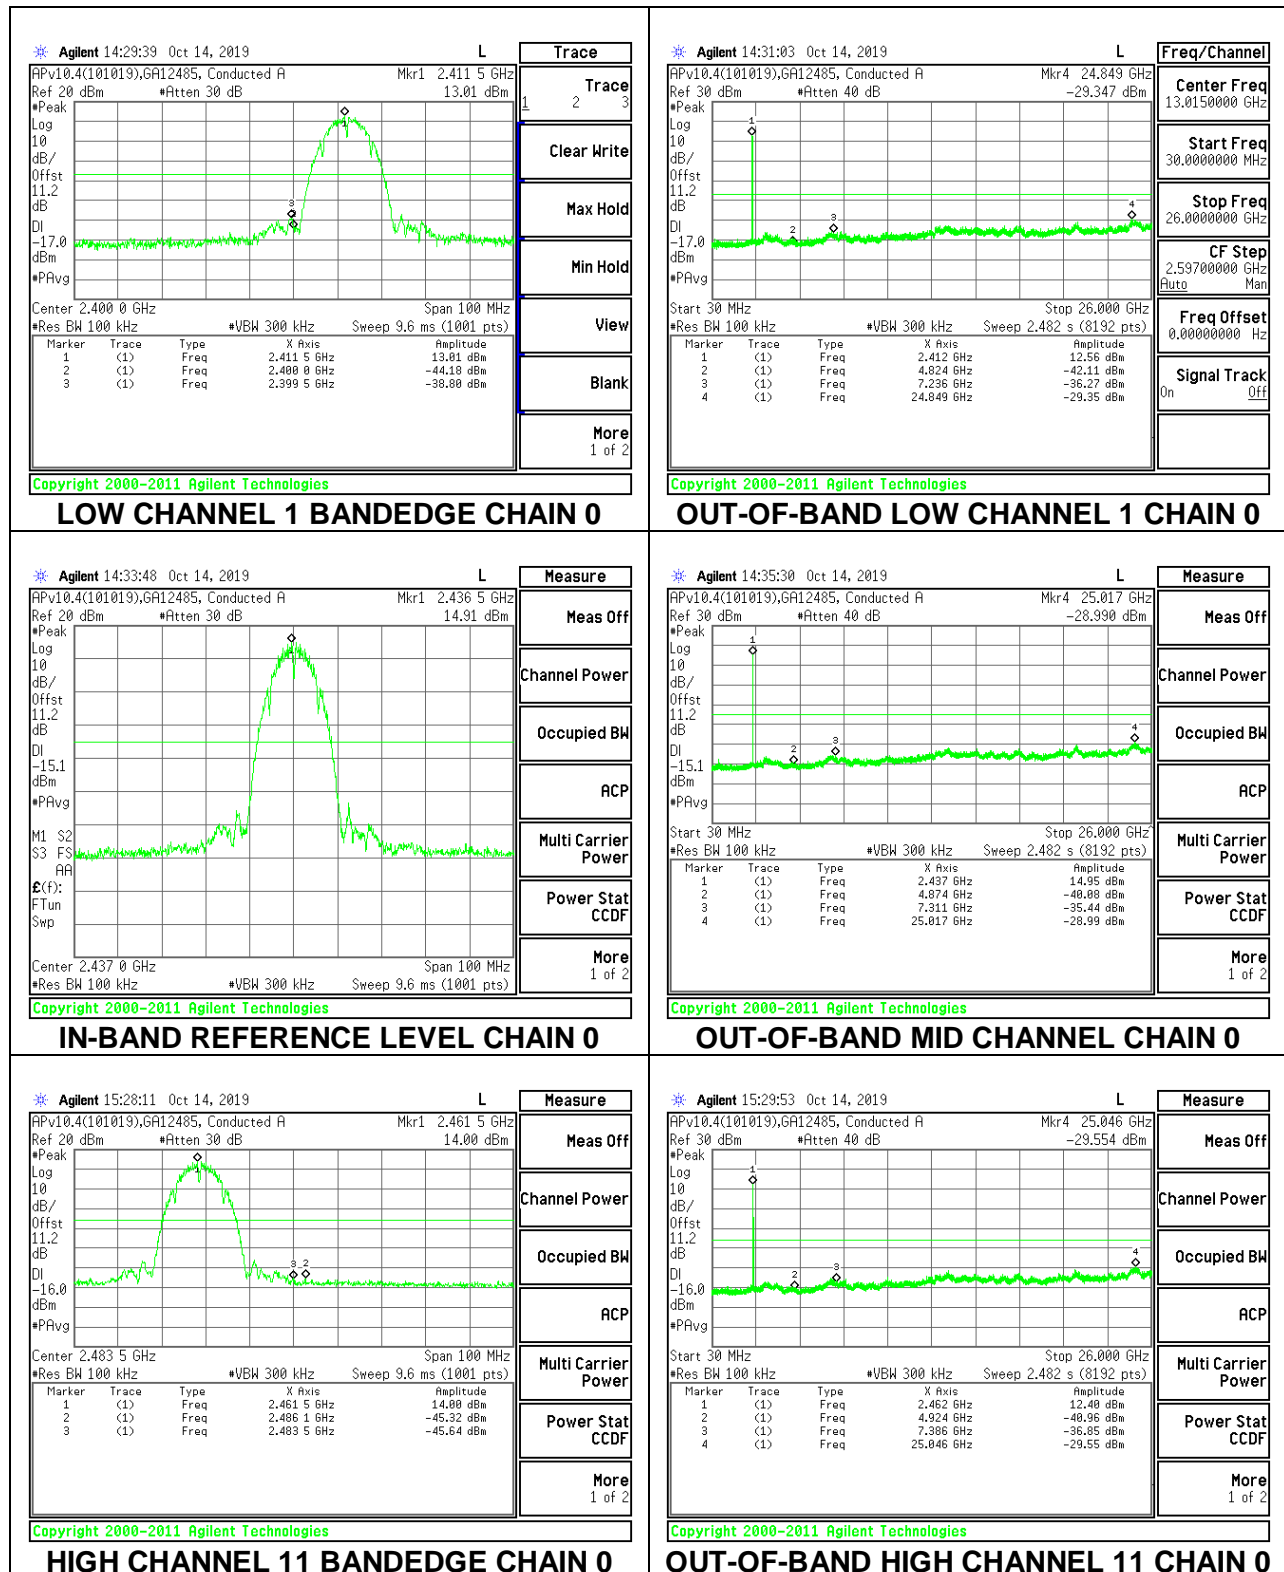 Agilent 14:29:39 Oct 14, 2019 L Trace
APv10.4(101019),GA12485, Conducted A Mkr1 2.411 5 GHz
Ref 20 dBm #Atten 30 dB 13.01 dBm
#Peak
Log
10
dB/
Offst
11.2
dB
DI
-17.0
dBm
#PAvg
1
3
Center 2.400 0 GHz Span 100 MHz
#Res BW 100 kHz #VBW 300 kHz Sweep 9.6 ms (1001 pts)
Marker Trace Type X Axis Amplitude
1 (1) Freq 2.411 5 GHz 13.01 dBm
2 (1) Freq 2.400 0 GHz -44.18 dBm
3 (1) Freq 2.399 5 GHz -38.80 dBm
Trace
1 2 3
Clear Write
Max Hold
Min Hold
View
Blank
More
1 of 2
Copyright 2000-2011 Agilent Technologies
LOW CHANNEL 1 BANDEDGE CHAIN 0
Agilent 14:31:03 Oct 14, 2019 L Freq/Channel
APv10.4(101019),GA12485, Conducted A Mkr4 24.849 GHz
Ref 30 dBm #Atten 40 dB -29.347 dBm
#Peak
Log
10
dB/
Offst
11.2
dB
DI
-17.0
dBm
#PAvg
1
2
3
4
Start 30 MHz Stop 26.000 GHz
#Res BW 100 kHz #VBW 300 kHz Sweep 2.482 s (8192 pts)
Marker Trace Type X Axis Amplitude
1 (1) Freq 2.412 GHz 12.56 dBm
2 (1) Freq 4.824 GHz -42.11 dBm
3 (1) Freq 7.236 GHz -36.27 dBm
4 (1) Freq 24.849 GHz -29.35 dBm
Center Freq
13.0150000 GHz
Start Freq
30.0000000 MHz
Stop Freq
26.0000000 GHz
CF Step
2.59700000 GHz
Auto Man
Freq Offset
0.00000000 Hz
Signal Track
On Off
Copyright 2000-2011 Agilent Technologies
OUT-OF-BAND LOW CHANNEL 1 CHAIN 0
Agilent 14:33:48 Oct 14, 2019 L Measure
APv10.4(101019),GA12485, Conducted A Mkr1 2.436 5 GHz
Ref 20 dBm #Atten 30 dB 14.91 dBm
#Peak
Log
10
dB/
Offst
11.2
dB
DI
-15.1
dBm
#PAvg
M1 S2
S3 FS
AA
£(f):
FTun
Swp
Center 2.437 0 GHz Span 100 MHz
#Res BW 100 kHz #VBW 300 kHz Sweep 9.6 ms (1001 pts)
Meas Off
Channel Power
Occupied BW
ACP
Multi Carrier
Power
Power Stat
CCDF
More
1 of 2
Copyright 2000-2011 Agilent Technologies
IN-BAND REFERENCE LEVEL CHAIN 0
Agilent 14:35:30 Oct 14, 2019 L Measure
APv10.4(101019),GA12485, Conducted A Mkr4 25.017 GHz
Ref 30 dBm #Atten 40 dB -28.990 dBm
#Peak
Log
10
dB/
Offst
11.2
dB
DI
-15.1
dBm
#PAvg
1
2
3
4
Start 30 MHz Stop 26.000 GHz
#Res BW 100 kHz #VBW 300 kHz Sweep 2.482 s (8192 pts)
Marker Trace Type X Axis Amplitude
1 (1) Freq 2.437 GHz 14.95 dBm
2 (1) Freq 4.874 GHz -40.08 dBm
3 (1) Freq 7.311 GHz -35.44 dBm
4 (1) Freq 25.017 GHz -28.99 dBm
Meas Off
Channel Power
Occupied BW
ACP
Multi Carrier
Power
Power Stat
CCDF
More
1 of 2
Copyright 2000-2011 Agilent Technologies
OUT-OF-BAND MID CHANNEL CHAIN 0
Agilent 15:28:11 Oct 14, 2019 L Measure
APv10.4(101019),GA12485, Conducted A Mkr1 2.461 5 GHz
Ref 20 dBm #Atten 30 dB 14.00 dBm
#Peak
Log
10
dB/
Offst
11.2
dB
DI
-16.0
dBm
#PAvg
1
3 2
Center 2.483 5 GHz Span 100 MHz
#Res BW 100 kHz #VBW 300 kHz Sweep 9.6 ms (1001 pts)
Marker Trace Type X Axis Amplitude
1 (1) Freq 2.461 5 GHz 14.00 dBm
2 (1) Freq 2.486 1 GHz -45.32 dBm
3 (1) Freq 2.483 5 GHz -45.64 dBm
Meas Off
Channel Power
Occupied BW
ACP
Multi Carrier
Power
Power Stat
CCDF
More
1 of 2
Copyright 2000-2011 Agilent Technologies
HIGH CHANNEL 11 BANDEDGE CHAIN 0
Agilent 15:29:53 Oct 14, 2019 L Measure
APv10.4(101019),GA12485, Conducted A Mkr4 25.046 GHz
Ref 30 dBm #Atten 40 dB -29.554 dBm
#Peak
Log
10
dB/
Offst
11.2
dB
DI
-16.0
dBm
#PAvg
1
2
3
4
Start 30 MHz Stop 26.000 GHz
#Res BW 100 kHz #VBW 300 kHz Sweep 2.482 s (8192 pts)
Marker Trace Type X Axis Amplitude
1 (1) Freq 2.462 GHz 12.40 dBm
2 (1) Freq 4.924 GHz -40.96 dBm
3 (1) Freq 7.386 GHz -36.85 dBm
4 (1) Freq 25.046 GHz -29.55 dBm
Meas Off
Channel Power
Occupied BW
ACP
Multi Carrier
Power
Power Stat
CCDF
More
1 of 2
Copyright 2000-2011 Agilent Technologies
OUT-OF-BAND HIGH CHANNEL 11 CHAIN 0